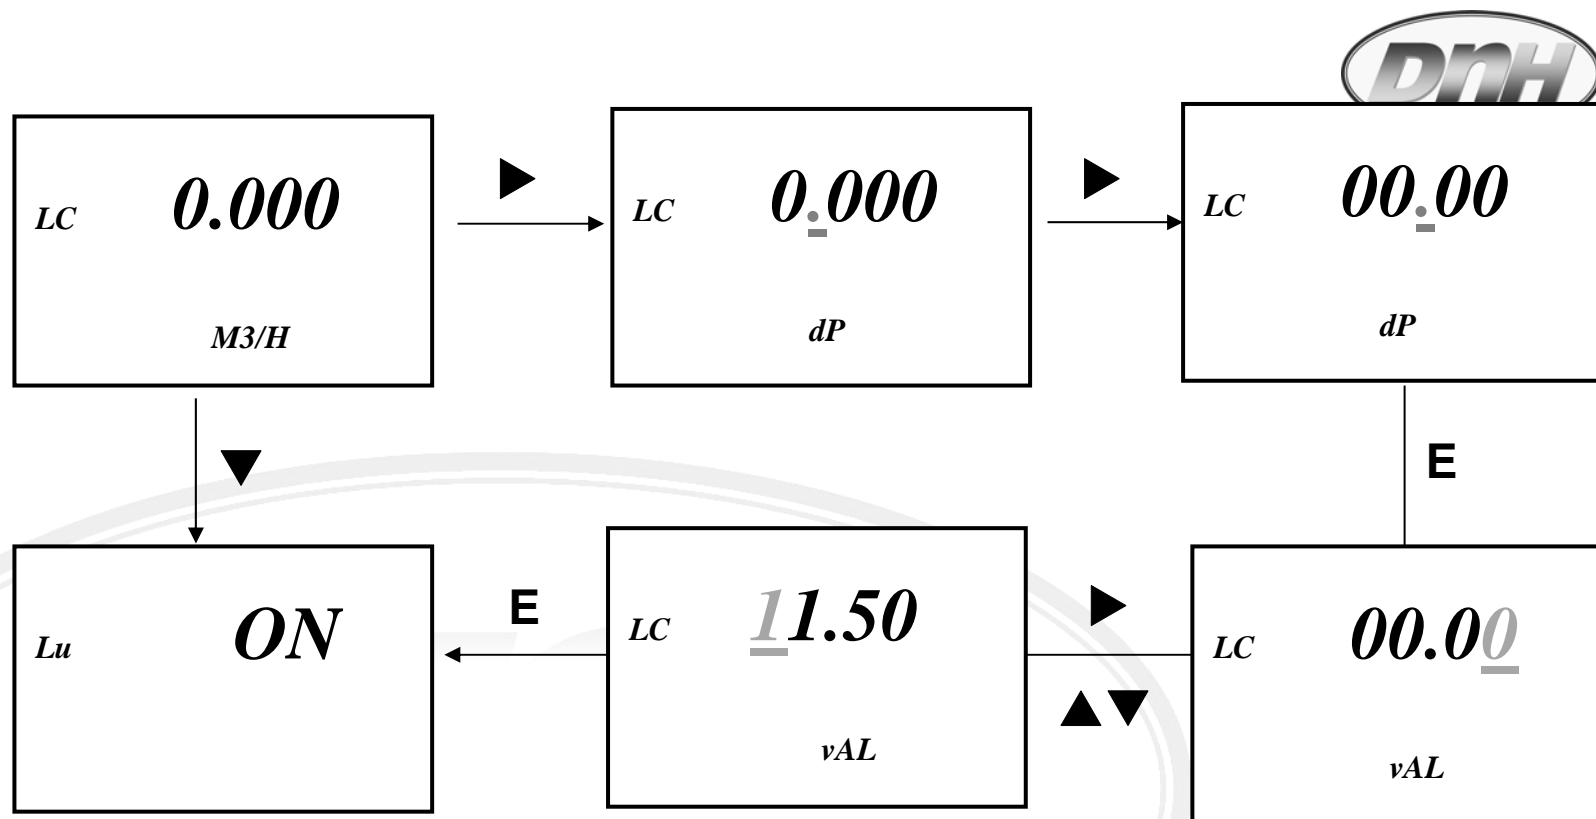 DnH
LC 0.000
M3/H
LC 0.000
dP
LC 00.00
dP
E
Lu ON
E
LC 11.50
vAL
LC 00.00
vAL